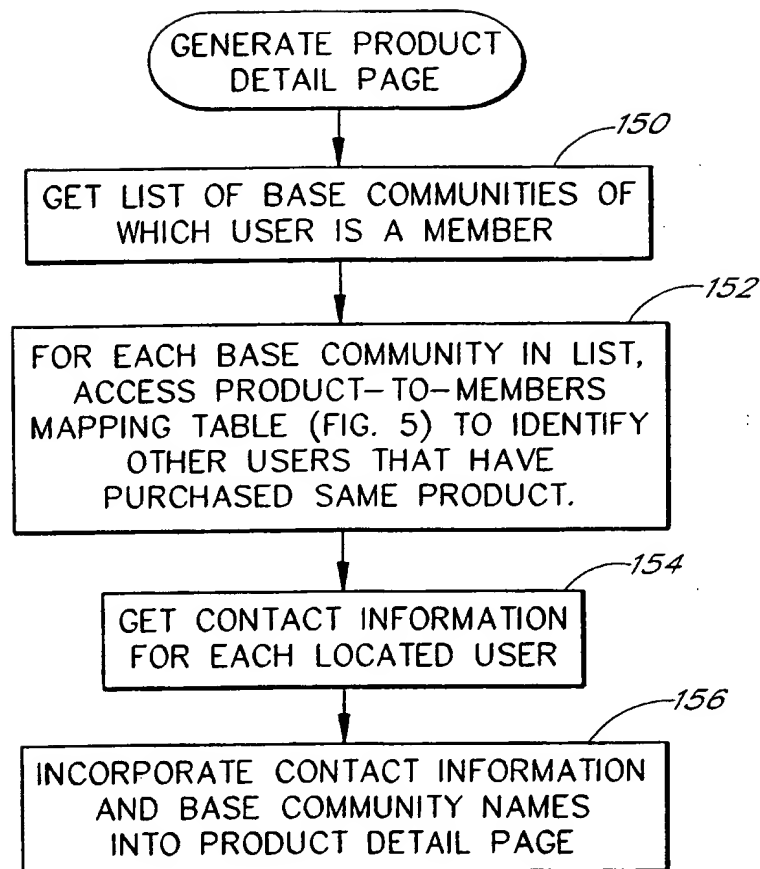 GENERATE PRODUCT
DETAIL PAGE
150
GET LIST OF BASE COMMUNITIES OF
WHICH USER IS A MEMBER
152
FOR EACH BASE COMMUNITY IN LIST,
ACCESS PRODUCT-TO-MEMBERS
MAPPING TABLE (FIG. 5) TO IDENTIFY
OTHER USERS THAT HAVE
PURCHASED SAME PRODUCT.
154
GET CONTACT INFORMATION
FOR EACH LOCATED USER
156
INCORPORATE CONTACT INFORMATION
AND BASE COMMUNITY NAMES
INTO PRODUCT DETAIL PAGE